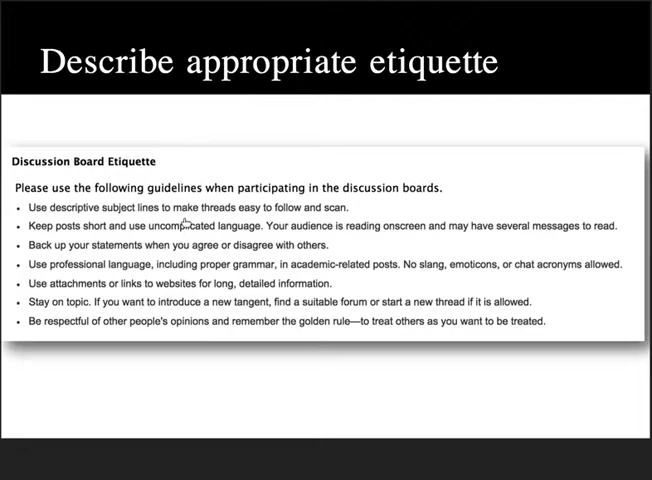 Describe appropriate etiquette
Discussion Board Etiquette
Please use the following guidelines when participating in the discussion boards.
• Use descriptive subject lines to make threads easy to follow and scan.
• Keep posts short and use uncomplicated language. Your audience is reading onscreen and may have several messages to read.
• Back up your statements when you agree or disagree with others.
• Use professional language, including proper grammar, in academic-related posts. No slang, emoticons, or chat acronyms allowed.
• Use attachments or links to websites for long, detailed information.
• Stay on topic. If you want to introduce a new tangent, find a suitable forum or start a new thread if it is allowed.
• Be respectful of other people's opinions and remember the golden rule—to treat others as you want to be treated.